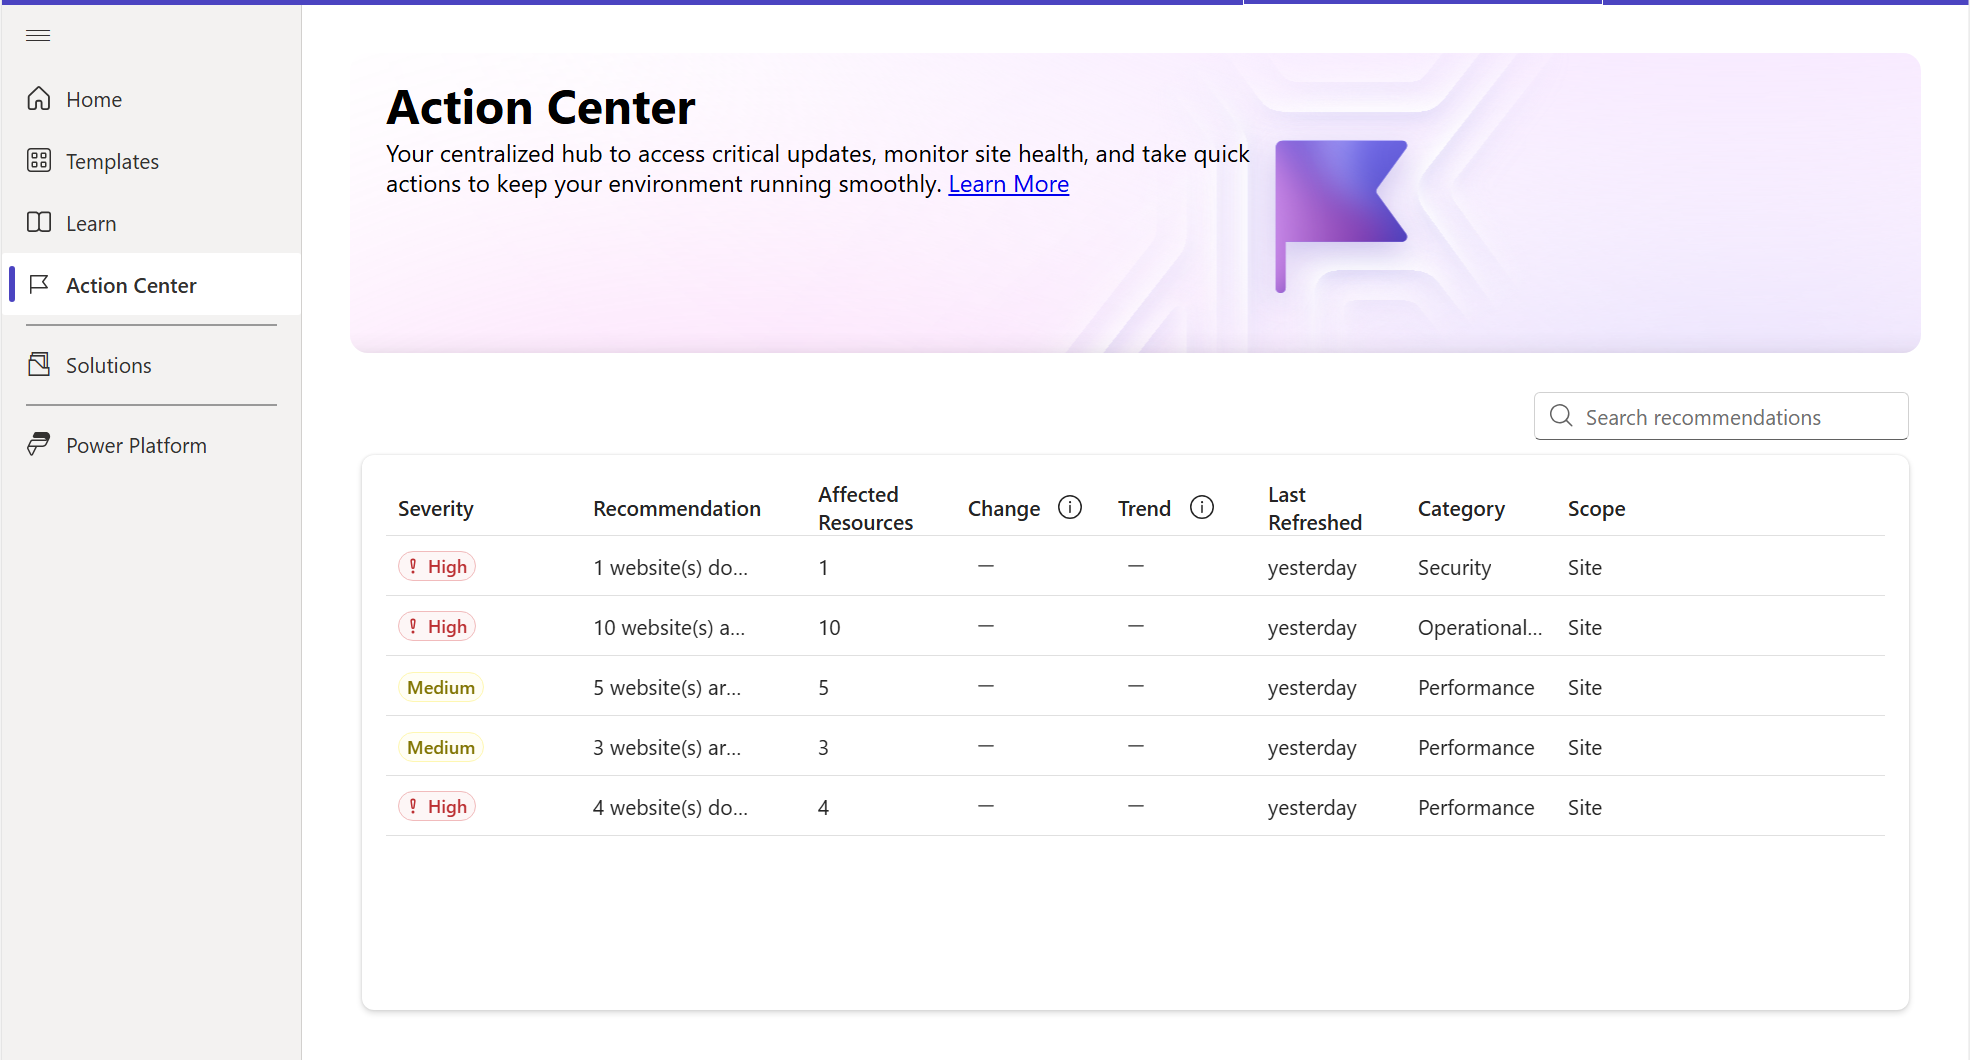 Home
Templates
Learn
Action Center
Solutions
Power Platform
Action Center
Your centralized hub to access critical updates, monitor site health, and take quick
actions to keep your environment running smoothly. Learn More
Search recommendations
Severity Recommendation Affected Resources Change Trend Last Refreshed Category Scope
! High 1 website(s) do... 1 — — yesterday Security Site
! High 10 website(s) a... 10 — — yesterday Operational... Site
Medium 5 website(s) ar... 5 — — yesterday Performance Site
Medium 3 website(s) ar... 3 — — yesterday Performance Site
! High 4 website(s) do... 4 — — yesterday Performance Site